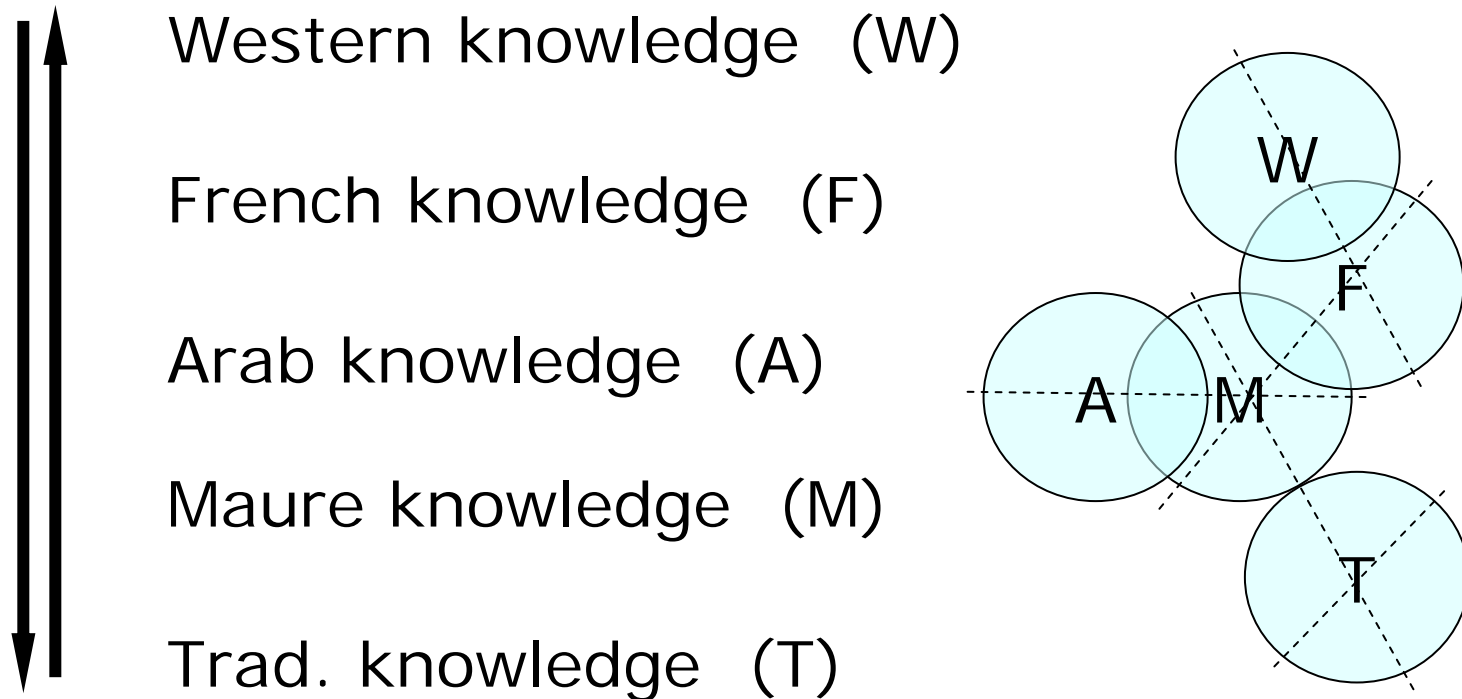 Western knowledge (W)
French knowledge (F)
Arab knowledge (A)
Maure knowledge (M)
Trad. knowledge (T)
W
F
A M
T